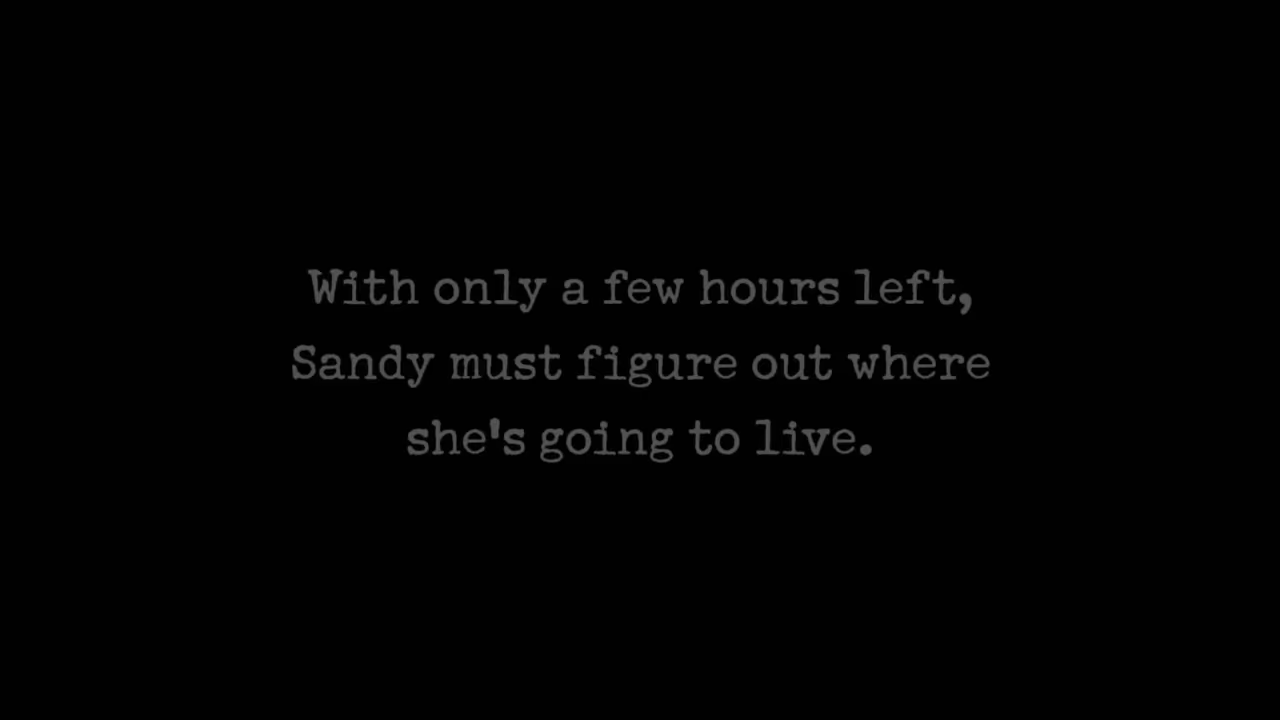 With only a few hours left,
Sandy must figure out where
she's going to live.